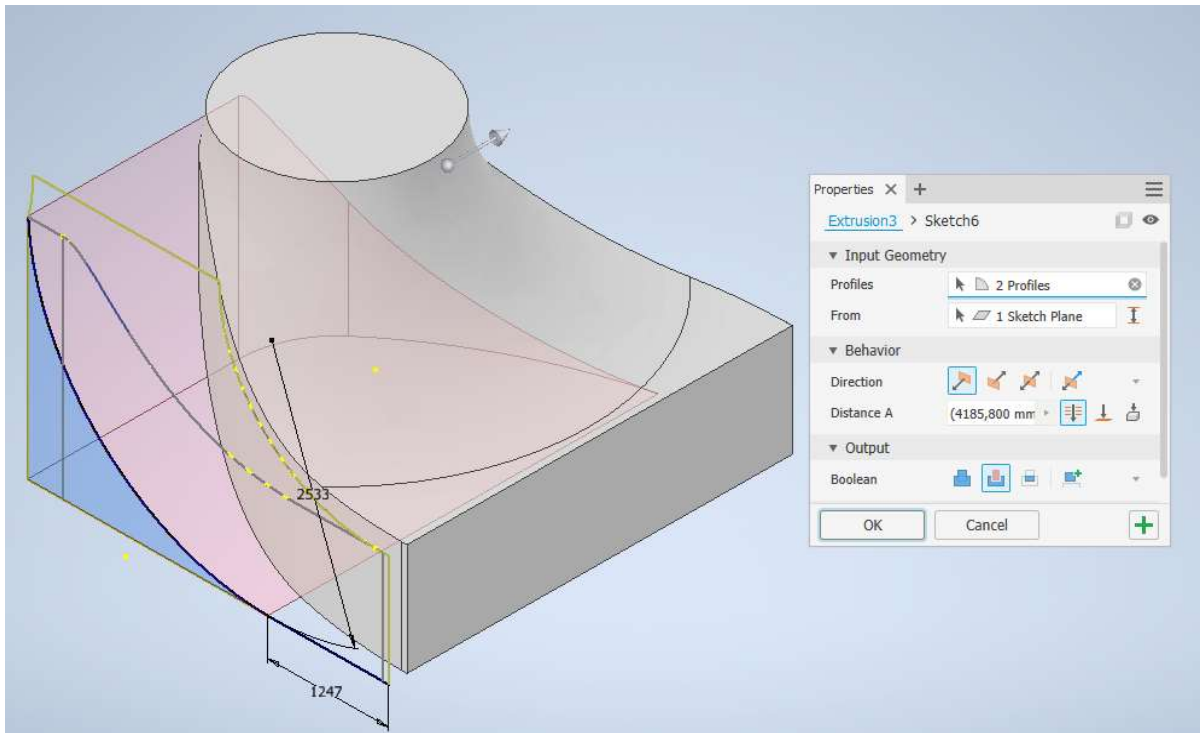 Properties
Extrusion3 > Sketch6
Input Geometry
Profiles 2 Profiles
From 1 Sketch Plane
Behavior
Direction
Distance A (4185,800 mm
Output
Boolean
OK Cancel
2533
1247